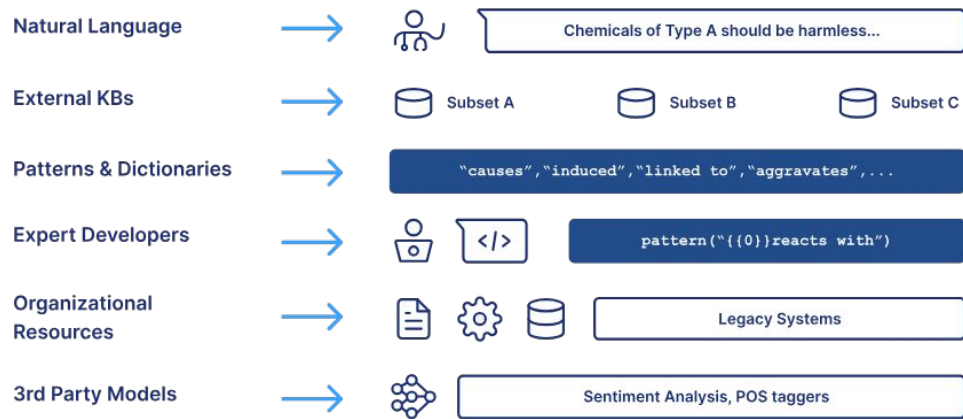 Natural Language
Chemicals of Type A should be harmless...
External KBs
Subset A
Subset B
Subset C
Patterns & Dictionaries
“causes”,“induced”,“linked to”,“aggravates”,...
Expert Developers
</>
pattern(“{{0}}reacts with”)
Organizational
Resources
Legacy Systems
3rd Party Models
Sentiment Analysis, POS taggers